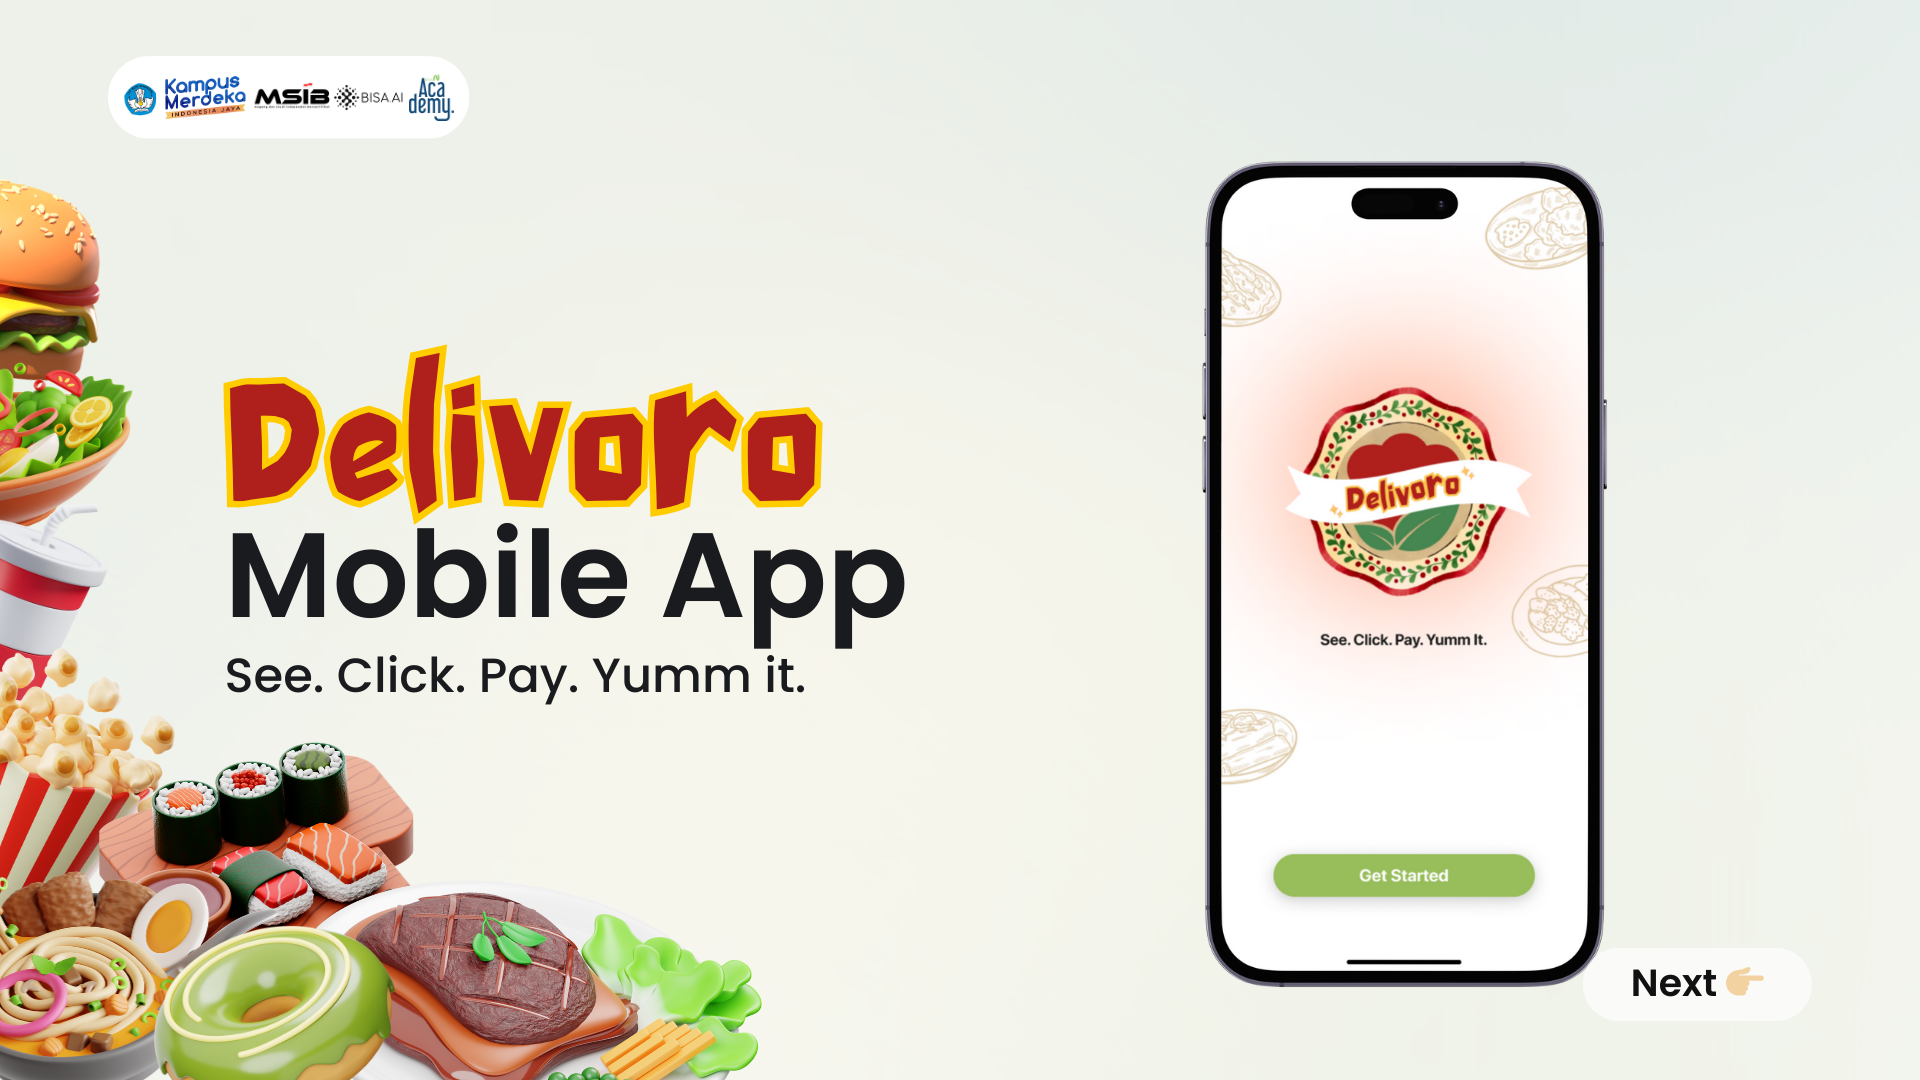 Kampus
Merdeka
INDONESIA JAYA
MSIB
BISA.AI
Aca
demy.
Delivoro
Mobile App
See. Click. Pay. Yumm it.
Delivoro
See. Click. Pay. Yumm It.
Get Started
Next